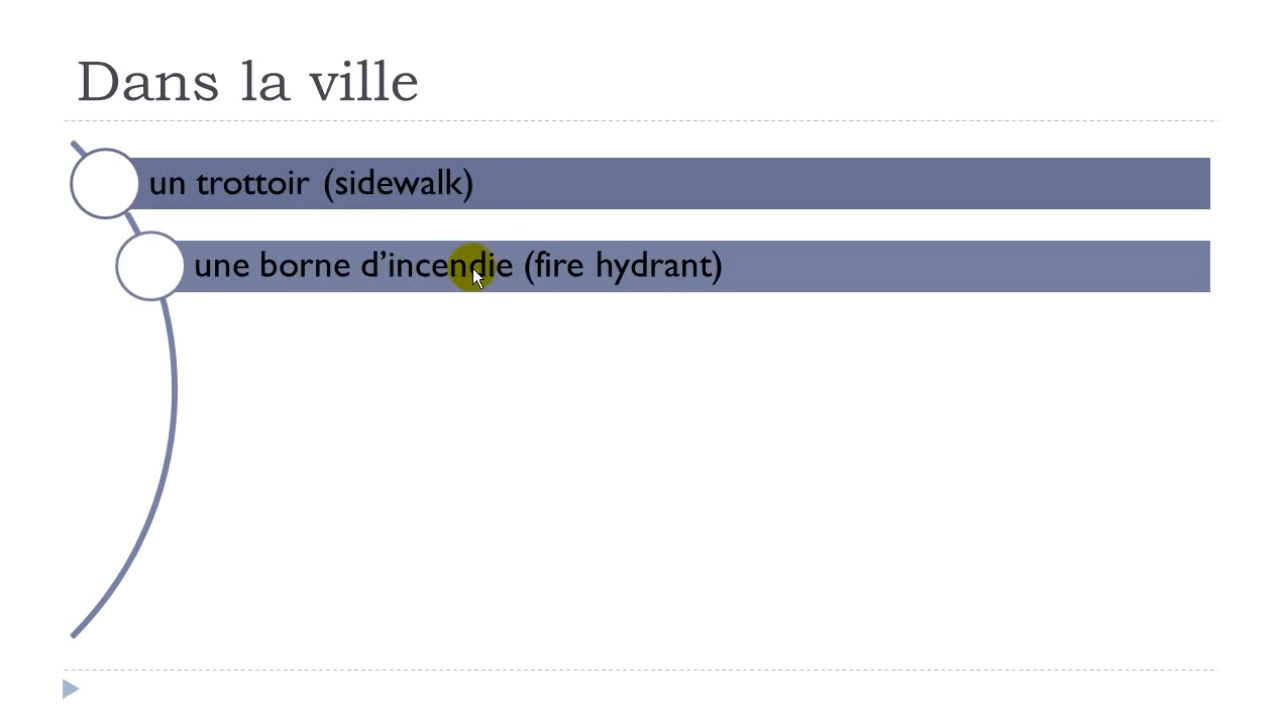 Dans la ville
un trottoir (sidewalk)
une borne d’incendie (fire hydrant)